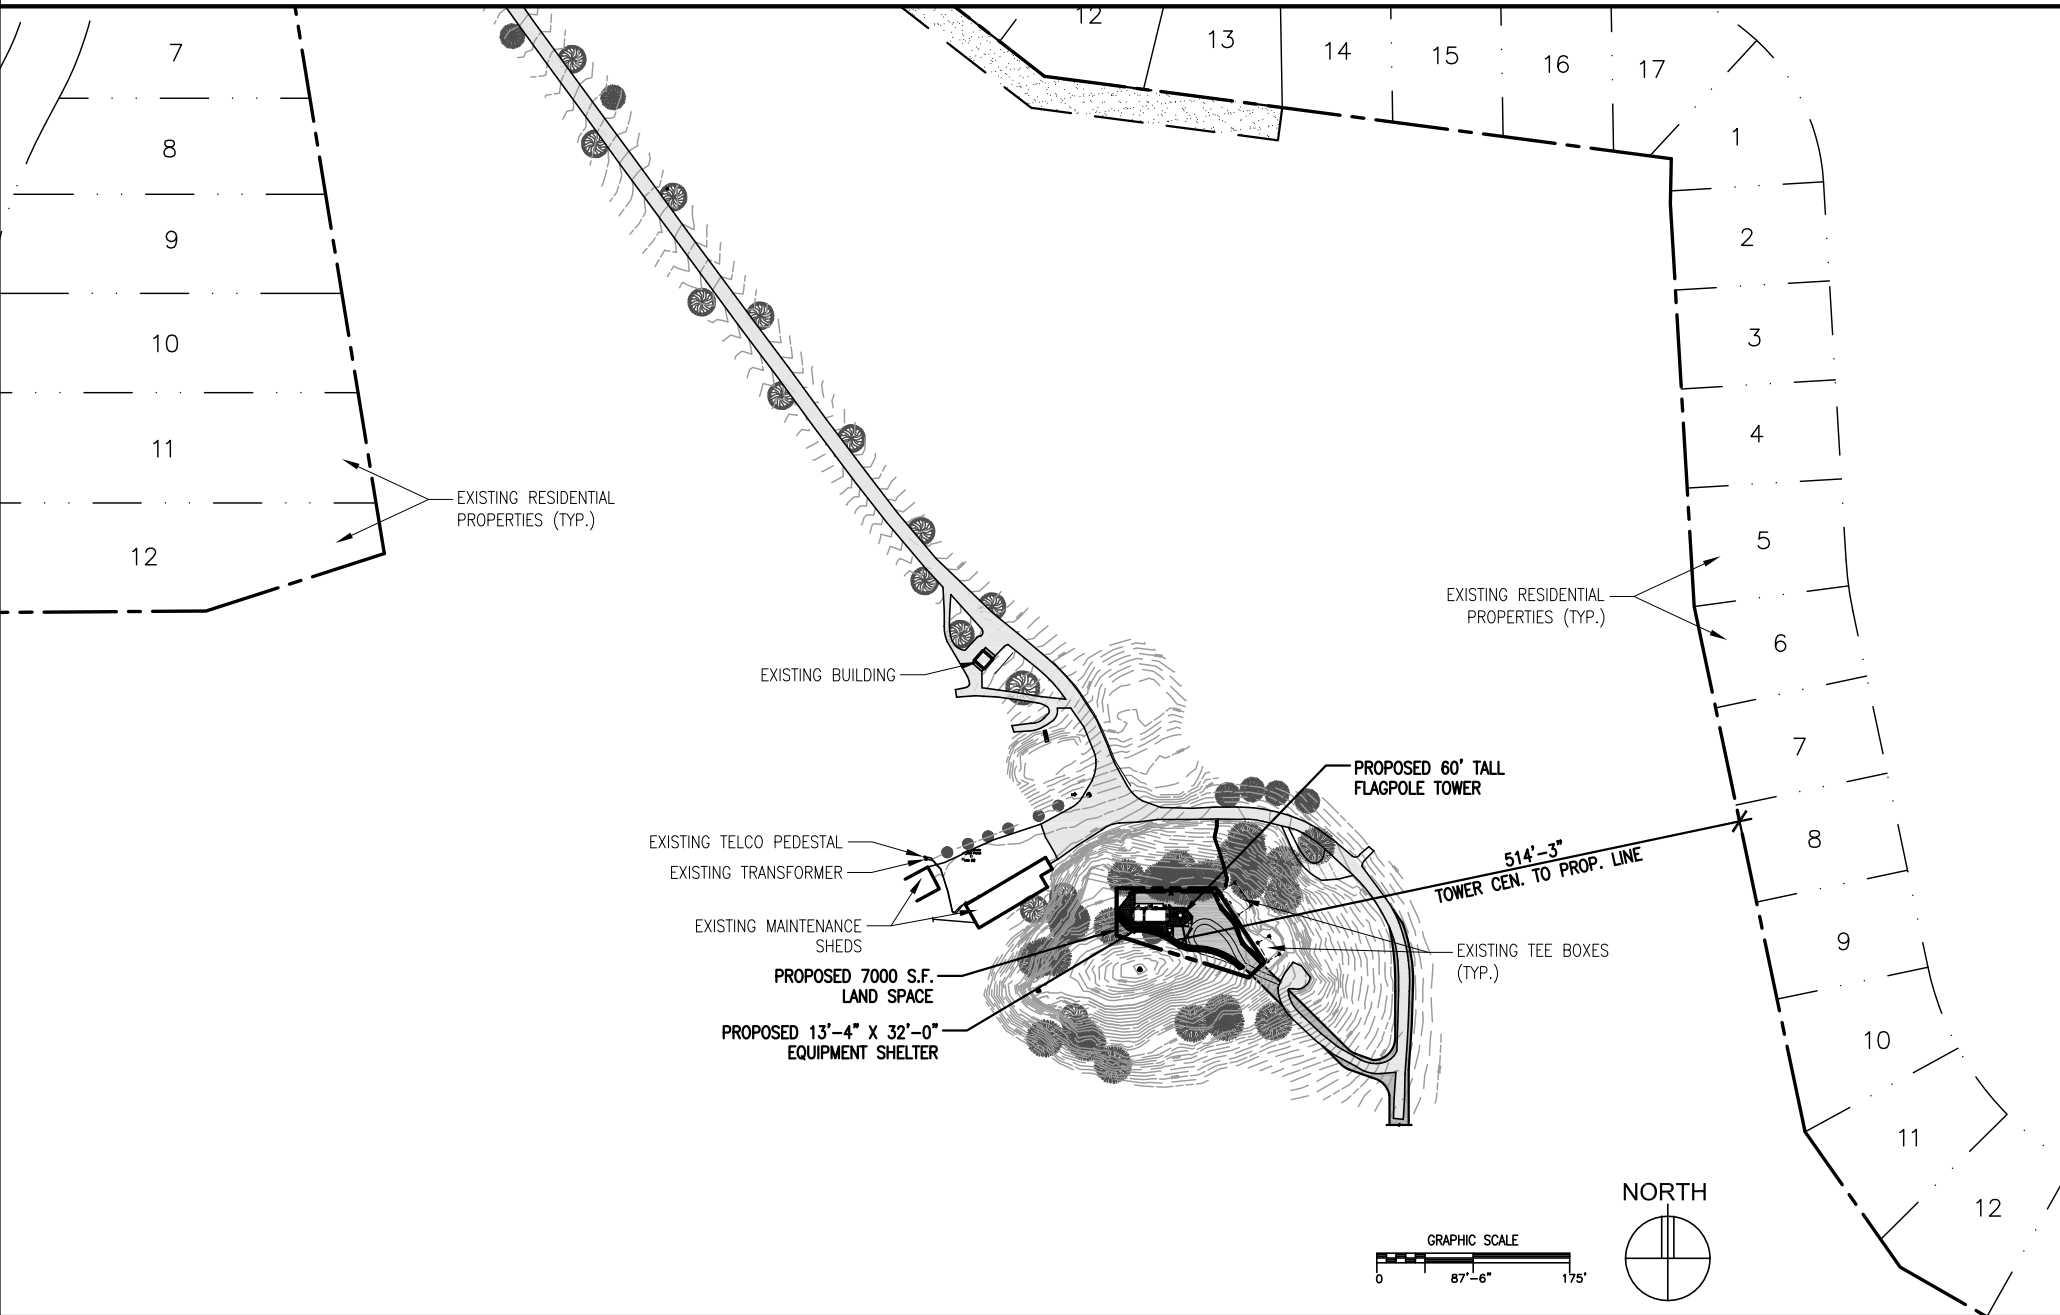 7
8
9
10
11
12
12
13
14
15
16
17
1
2
3
4
5
6
7
8
9
10
11
12
EXISTING RESIDENTIAL
PROPERTIES (TYP.)
EXISTING RESIDENTIAL
PROPERTIES (TYP.)
EXISTING BUILDING
PROPOSED 60' TALL
FLAGPOLE TOWER
EXISTING TELCO PEDESTAL
EXISTING TRANSFORMER
514'-3"
TOWER CEN. TO PROP. LINE
EXISTING MAINTENANCE
SHEDS
EXISTING TEE BOXES
(TYP.)
PROPOSED 7000 S.F.
LAND SPACE
PROPOSED 13'-4" X 32'-0"
EQUIPMENT SHELTER
NORTH
GRAPHIC SCALE
0 87'-6" 175'